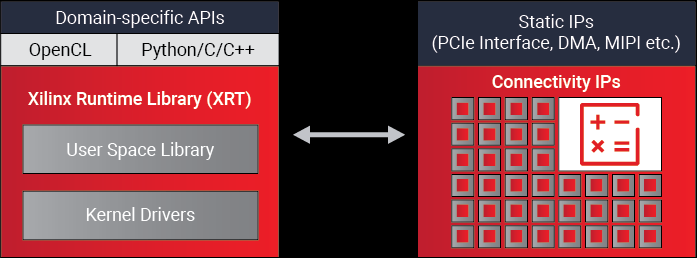 Domain-specific APIs
OpenCL
Python/C/C++
Xilinx Runtime Library (XRT)
User Space Library
Kernel Drivers
Static IPs
(PCIe Interface, DMA, MIPI etc.)
Connectivity IPs